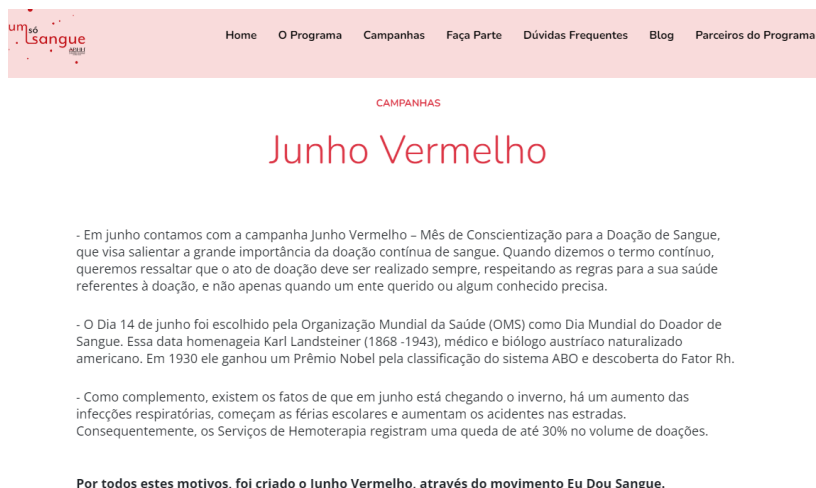 um só
sangue
Home O Programa Campanhas Faça Parte Dúvidas Frequentes Blog Parceiros do Programa
CAMPANHAS
Junho Vermelho
- Em junho contamos com a campanha Junho Vermelho – Mês de Conscientização para a Doação de Sangue,
que visa salientar a grande importância da doação contínua de sangue. Quando dizemos o termo contínuo,
queremos ressaltar que o ato de doação deve ser realizado sempre, respeitando as regras para a sua saúde
referentes à doação, e não apenas quando um ente querido ou algum conhecido precisa.
- O Dia 14 de junho foi escolhido pela Organização Mundial da Saúde (OMS) como Dia Mundial do Doador de
Sangue. Essa data homenageia Karl Landsteiner (1868 -1943), médico e biólogo austríaco naturalizado
americano. Em 1930 ele ganhou um Prêmio Nobel pela classificação do sistema ABO e descoberta do Fator Rh.
- Como complemento, existem os fatos de que em junho está chegando o inverno, há um aumento das
infecções respiratórias, começam as férias escolares e aumentam os acidentes nas estradas.
Consequentemente, os Serviços de Hemoterapia registram uma queda de até 30% no volume de doações.
Por todos estes motivos, foi criado o Junho Vermelho, através do movimento Eu Dou Sangue.